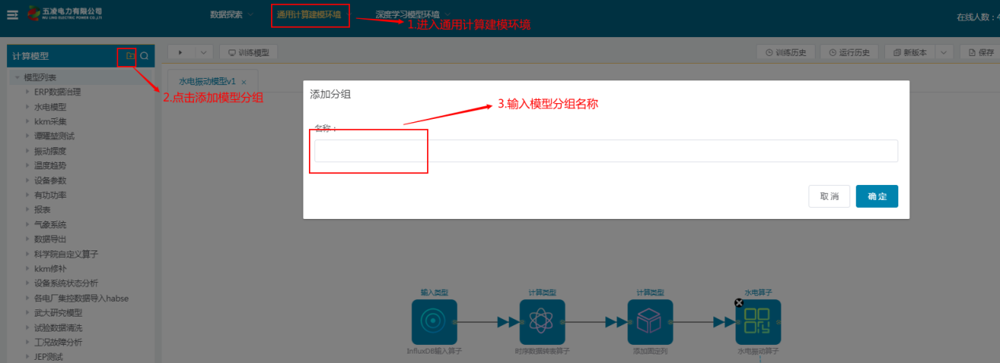 五凌电力有限公司
WU LING ELECTRIC POWER CO.,LTD
数据探索
通用计算建模环境
深度学习模型环境
在线人数：4
1.进入通用计算建模环境
计算模型
训练模型
训练历史
运行历史
新版本
保存
模型列表
水电振动模型v1 ×
2.点击添加模型分组
添加分组
3.输入模型分组名称
名称：
取消
确定
ERP数据治理
水电模型
kkm采集
谭曙堃测试
振动摆度
温度趋势
设备参数
有功功率
报表
气象系统
数据导出
科学院自定义算子
kkm修补
设备系统状态分析
各电厂集控数据导入habse
武大研究模型
试验数据清洗
工况故障分析
JEP测试
输入类型
计算类型
计算类型
水电算子
InfluxDB输入算子
时序数据转表算子
添加固定列
水电振动算子